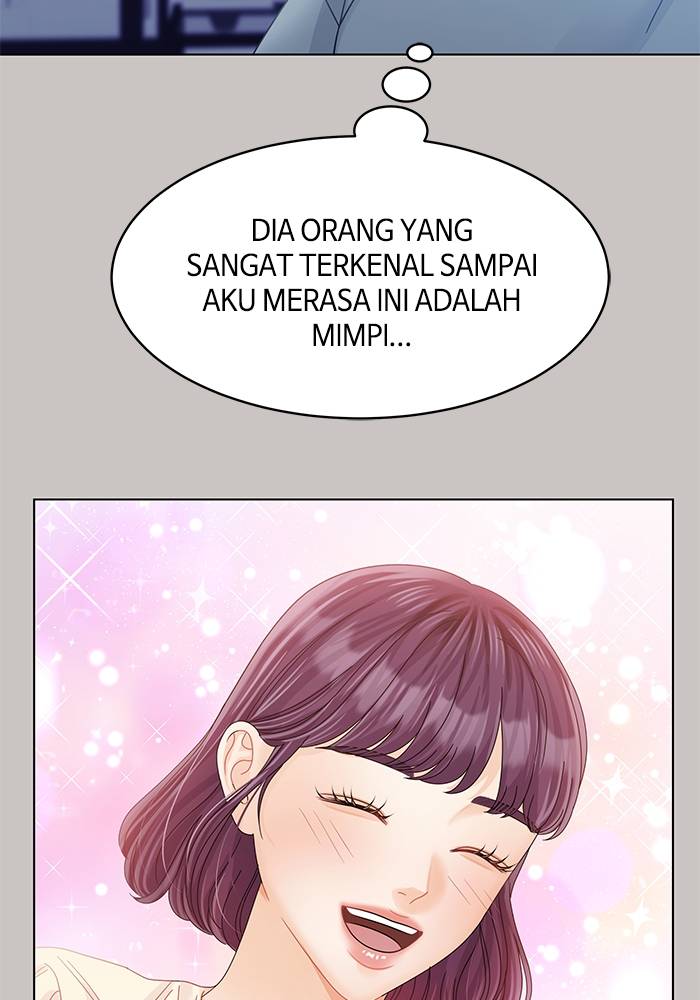 DIA ORANG YANG
SANGAT TERKENAL SAMPAI
AKU MERASA INI ADALAH
MIMPI...